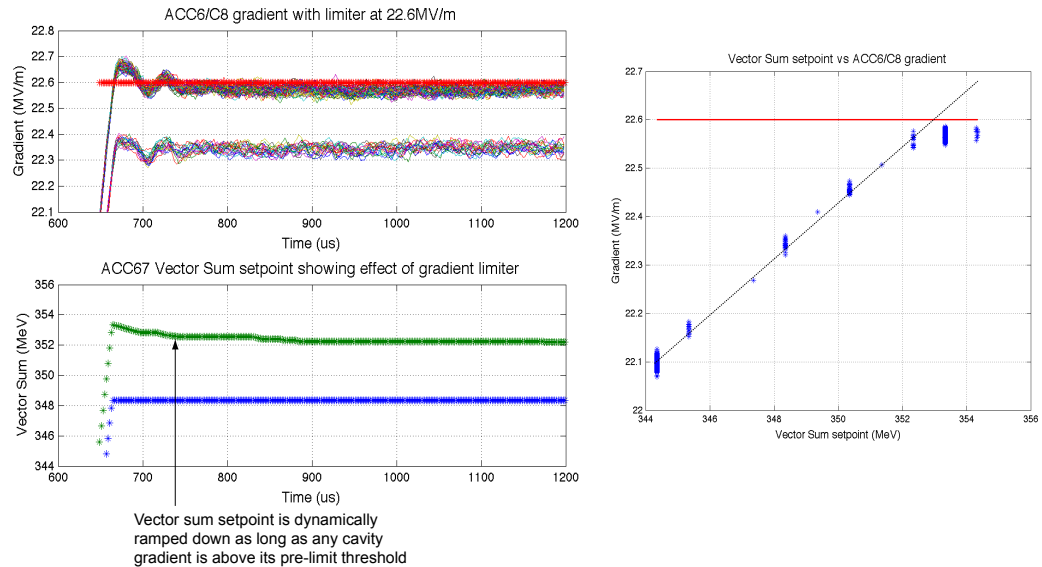 ACC6/C8 gradient with limiter at 22.6MV/m
Gradient (MV/m)
22.8
22.7
22.6
22.5
22.4
22.3
22.2
22.1
600 700 800 900 1000 1100 1200
Time (us)
ACC67 Vector Sum setpoint showing effect of gradient limiter
Vector Sum (MeV)
356
354
352
350
348
346
344
600 700 800 900 1000 1100 1200
Time (us)
Vector sum setpoint is dynamically
ramped down as long as any cavity
gradient is above its pre-limit threshold
Vector Sum setpoint vs ACC6/C8 gradient
Gradient (MV/m)
22.7
22.6
22.5
22.4
22.3
22.2
22.1
22
344 346 348 350 352 354 356
Vector Sum setpoint (MeV)